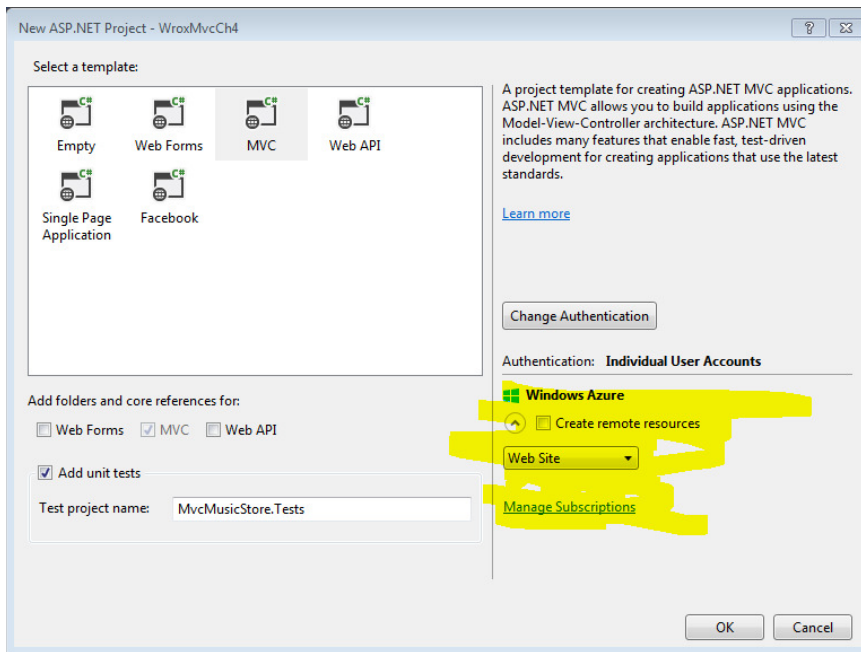 New ASP.NET Project - WroxMvcCh4
Select a template:
C#
Empty
C#
Web Forms
C#
MVC
C#
Web API
C#
Single Page
Application
C#
Facebook
A project template for creating ASP.NET MVC applications.
ASP.NET MVC allows you to build applications using the
Model-View-Controller architecture. ASP.NET MVC
includes many features that enable fast, test-driven
development for creating applications that use the latest
standards.
Learn more
Change Authentication
Authentication: Individual User Accounts
Windows Azure
Create remote resources
Web Site
Manage Subscriptions
Add folders and core references for:
Web Forms MVC Web API
Add unit tests
Test project name: MvcMusicStore.Tests
OK Cancel